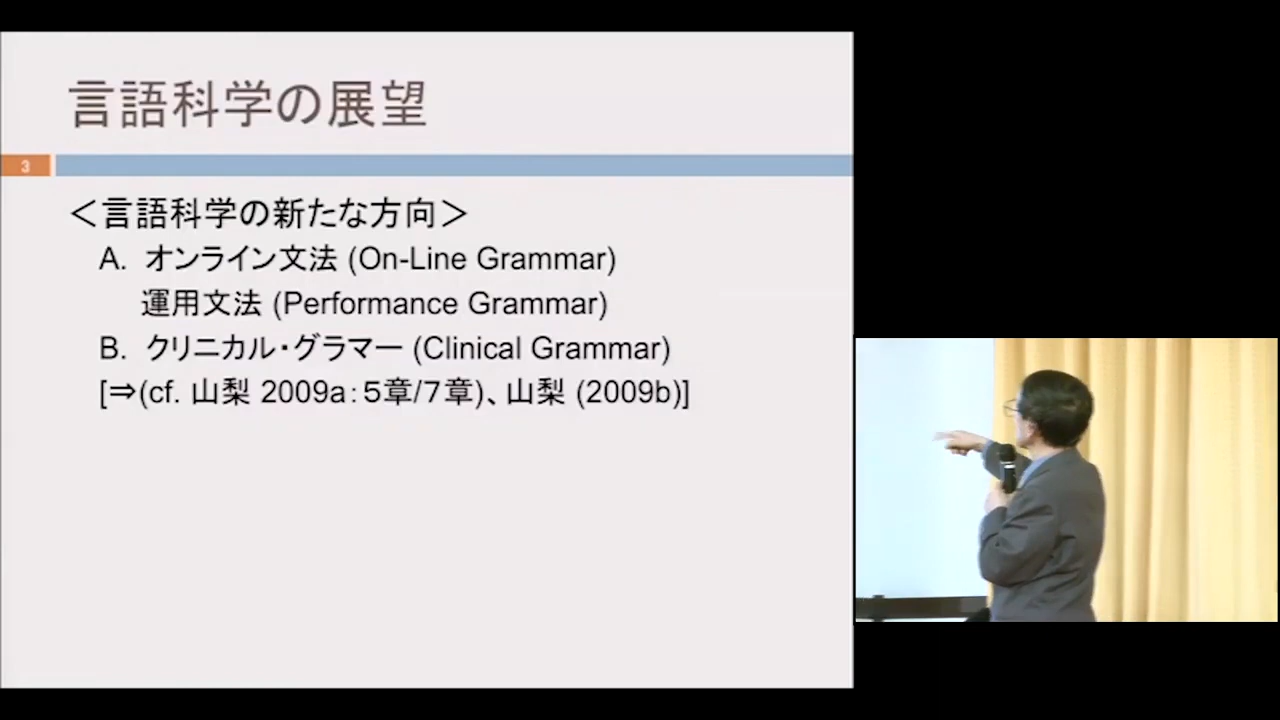 言語科学の展望
3
＜言語科学の新たな方向＞
A. オンライン文法 (On-Line Grammar)
運用文法 (Performance Grammar)
B. クリニカル・グラマー (Clinical Grammar)
[⇒(cf. 山梨 2009a：５章/７章)、山梨 (2009b)]